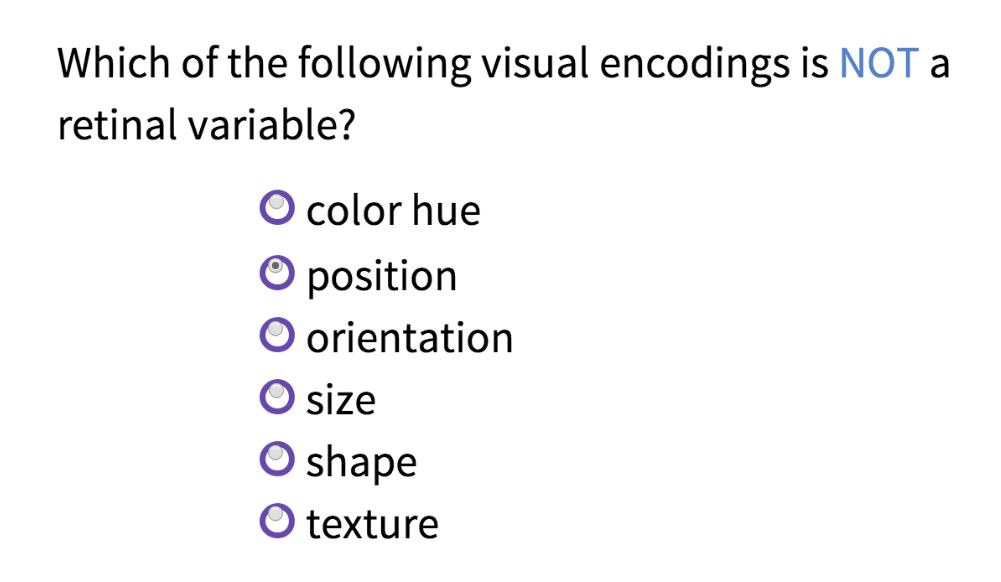 Which of the following visual encodings is NOT a
retinal variable?
color hue
position
orientation
size
shape
texture